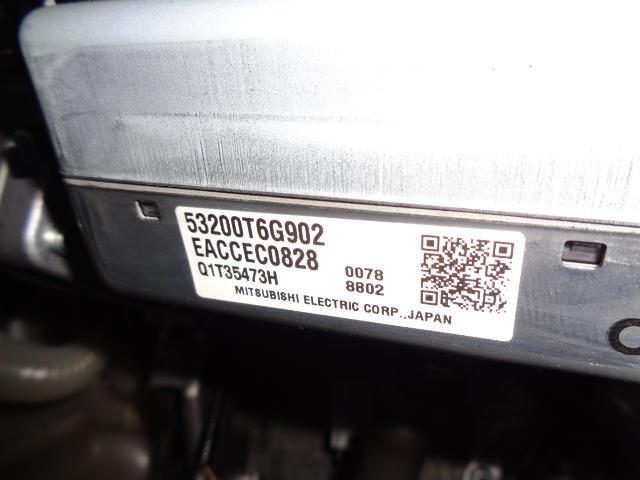 53200T6G902
EACCEC0828
Q1T35473H
0078
8802
MITSUBISHI ELECTRIC CORP.,JAPAN